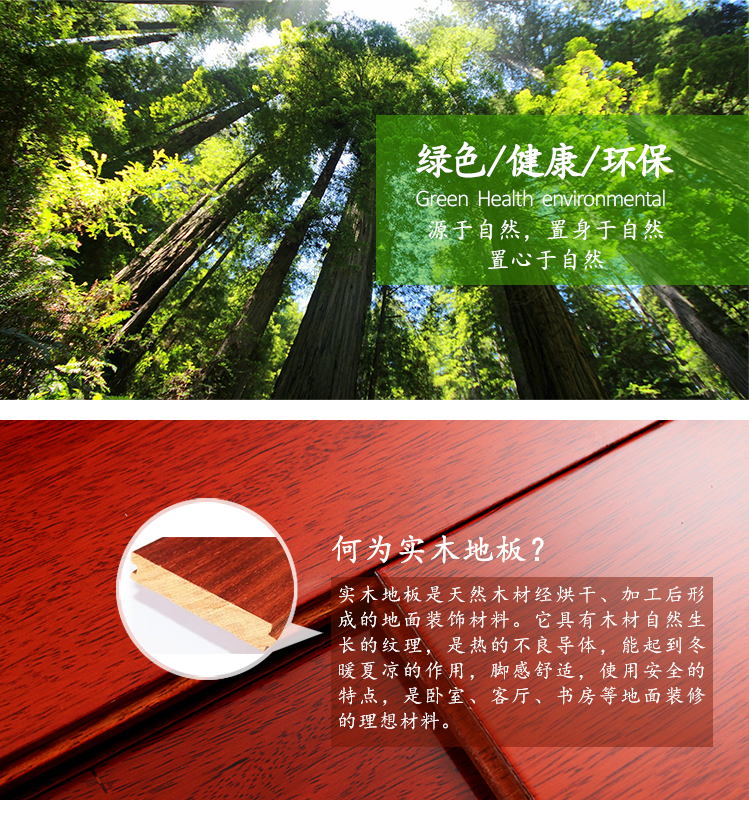 绿色/健康/环保
Green Health environmental
源于自然，置身于自然
置心于自然
何为实木地板？
实木地板是天然木材经烘干、加工后形
成的地面装饰材料。它具有木材自然生
长的纹理，是热的不良导体，能起到冬
暖夏凉的作用，脚感舒适，使用安全的
特点，是卧室、客厅、书房等地面装修
的理想材料。